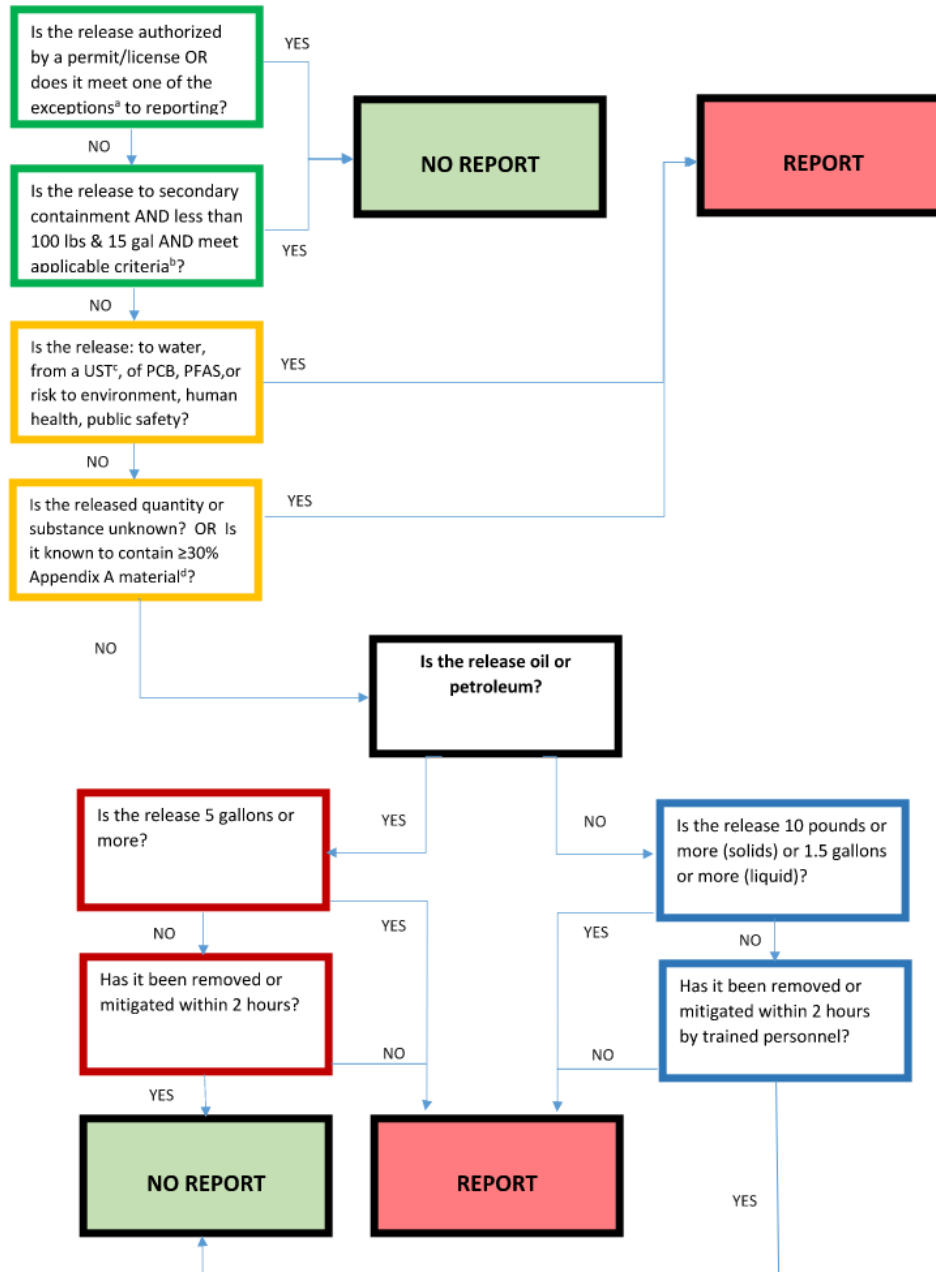 Is the release authorized
by a permit/license OR
does it meet one of the
exceptionsᵃ to reporting?
YES
NO
NO REPORT
REPORT
Is the release to secondary
containment AND less than
100 lbs & 15 gal AND meet
applicable criteriaᵇ?
YES
NO
Is the release: to water,
from a USTᶜ, of PCB, PFAS,or
risk to environment, human
health, public safety?
YES
NO
Is the released quantity or
substance unknown? OR Is
it known to contain ≥30%
Appendix A materialᵈ?
YES
NO
Is the release oil or
petroleum?
YES
NO
Is the release 5 gallons or
more?
YES
NO
Is the release 10 pounds or
more (solids) or 1.5 gallons
or more (liquid)?
YES
NO
Has it been removed or
mitigated within 2 hours?
NO
YES
Has it been removed or
mitigated within 2 hours
by trained personnel?
NO
YES
NO REPORT
REPORT